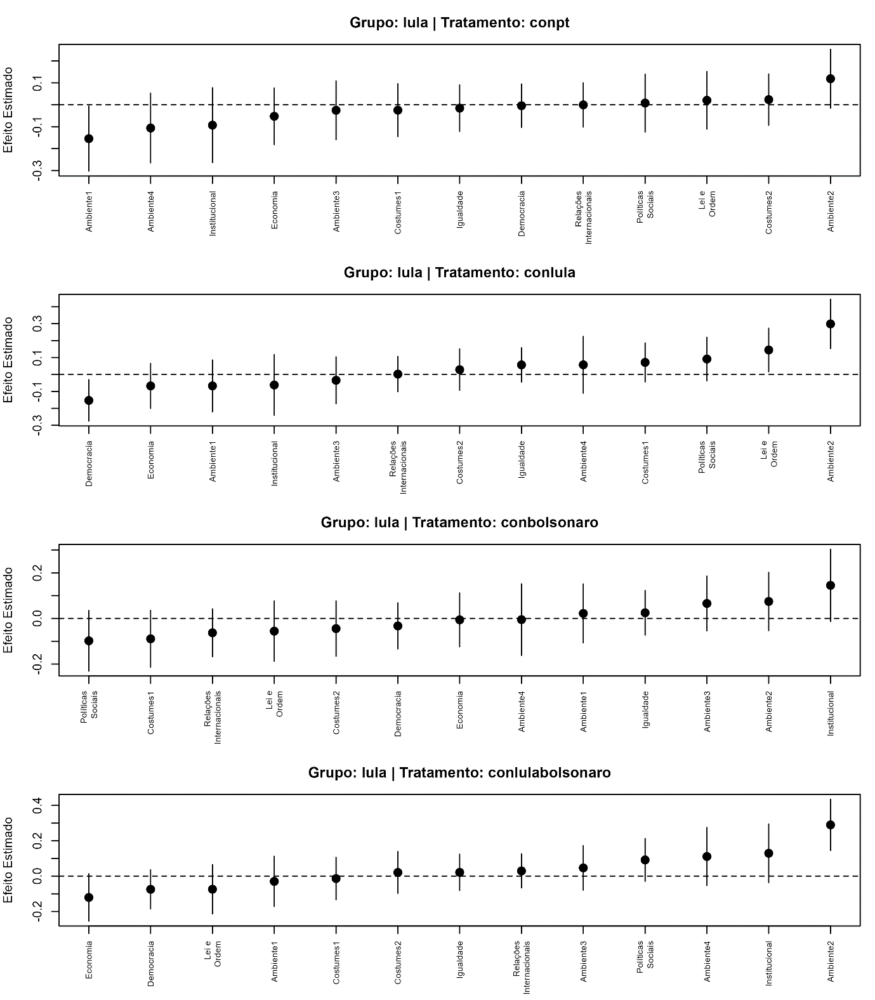 Grupo: lula | Tratamento: conpt
Efeito Estimado
0.1
-0.1
-0.3
Ambiente1
Ambiente4
Institucional
Economia
Ambiente3
Costumes1
Igualdade
Democracia
Relações
Internacionais
Políticas
Sociais
Lei e
Ordem
Costumes2
Ambiente2
Grupo: lula | Tratamento: conlula
Efeito Estimado
0.3
0.1
-0.1
-0.3
Democracia
Economia
Ambiente1
Institucional
Ambiente3
Relações
Internacionais
Costumes2
Igualdade
Ambiente4
Costumes1
Políticas
Sociais
Lei e
Ordem
Ambiente2
Grupo: lula | Tratamento: conbolsonaro
Efeito Estimado
0.2
0.0
-0.2
Políticas
Sociais
Costumes1
Relações
Internacionais
Lei e
Ordem
Costumes2
Democracia
Economia
Ambiente4
Ambiente1
Igualdade
Ambiente3
Ambiente2
Institucional
Grupo: lula | Tratamento: conlulabolsonaro
Efeito Estimado
0.4
0.2
0.0
-0.2
Economia
Democracia
Lei e
Ordem
Ambiente1
Costumes1
Costumes2
Igualdade
Relações
Internacionais
Ambiente3
Políticas
Sociais
Ambiente4
Institucional
Ambiente2